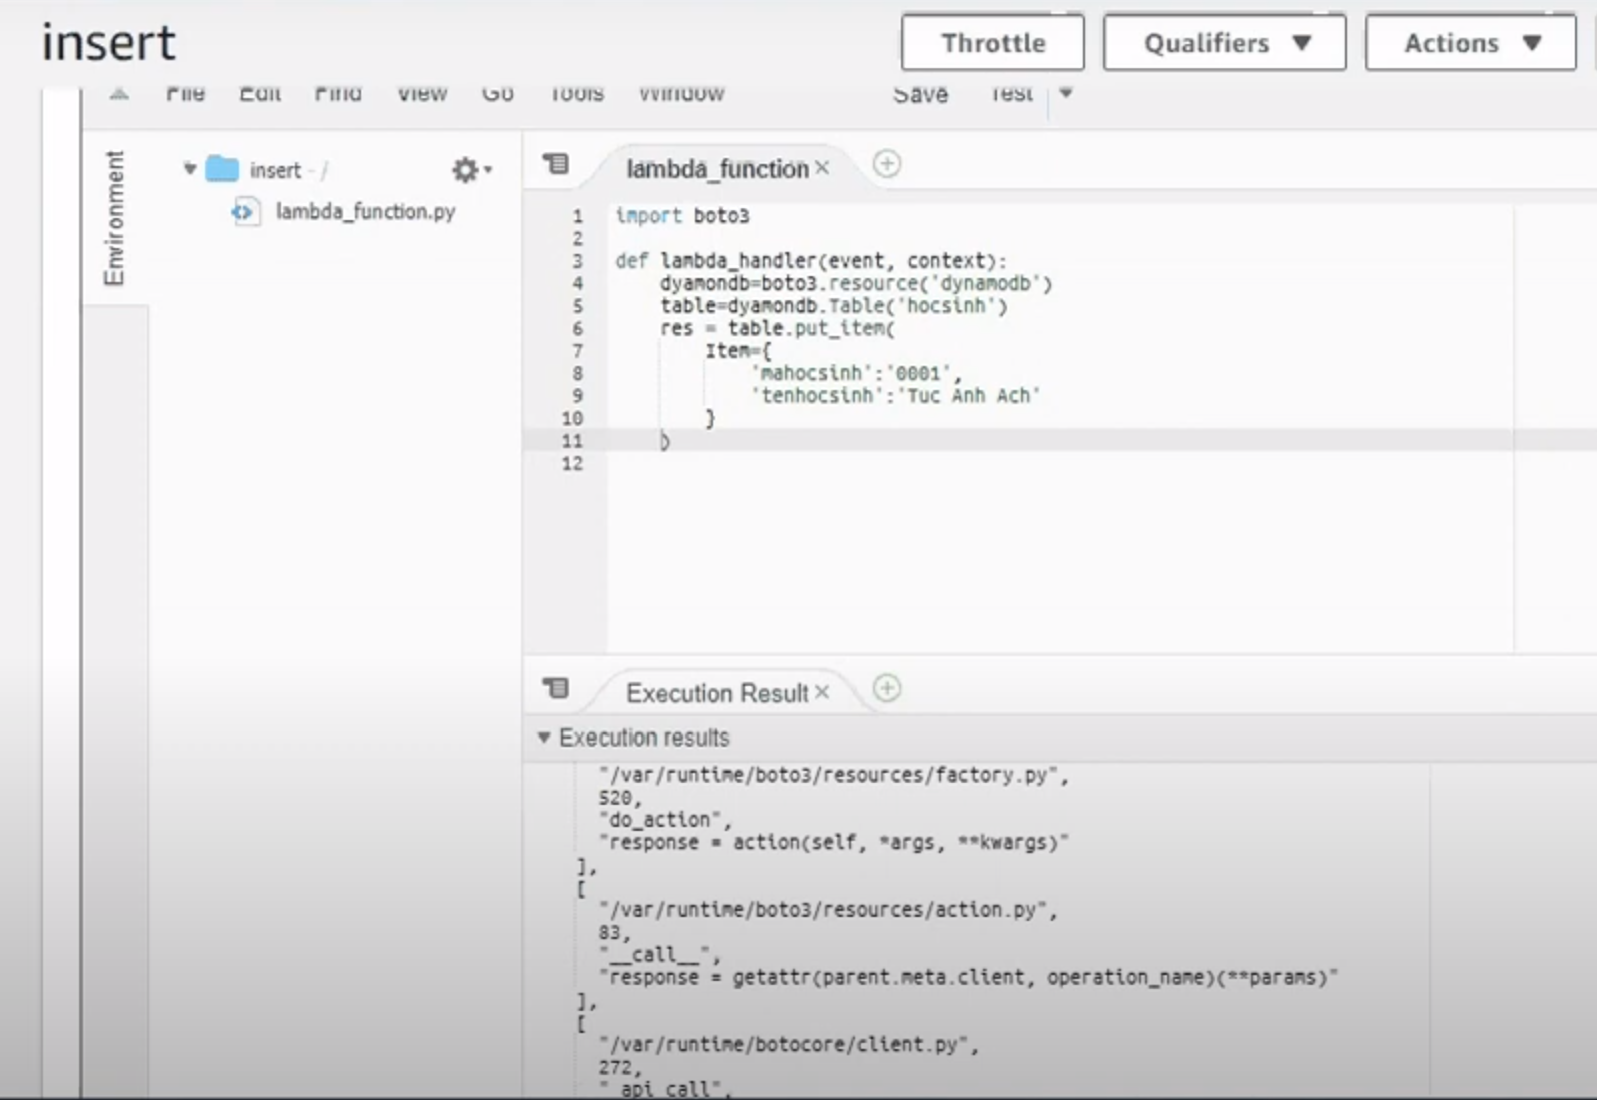 insert
Throttle
Qualifiers ▼
Actions ▼
File Edit Find View Go Tools Window Save Test
Environment
insert - /
lambda_function.py
lambda_function ×
1 import boto3
2
3 def lambda_handler(event, context):
4 dyamondb=boto3.resource('dynamodb')
5 table=dyamondb.Table('hocsinh')
6 res = table.put_item(
7 Item={
8 'mahocsinh':'0001',
9 'tenhocsinh':'Tuc Anh Ach'
10 }
11 )
12
Execution Result ×
▼ Execution results
"/var/runtime/boto3/resources/factory.py",
520,
"do_action",
"response = action(self, *args, **kwargs)"
],
[
"/var/runtime/boto3/resources/action.py",
83,
"__call__",
"response = getattr(parent.meta.client, operation_name)(**params)"
],
[
"/var/runtime/botocore/client.py",
272,
"_api_call",